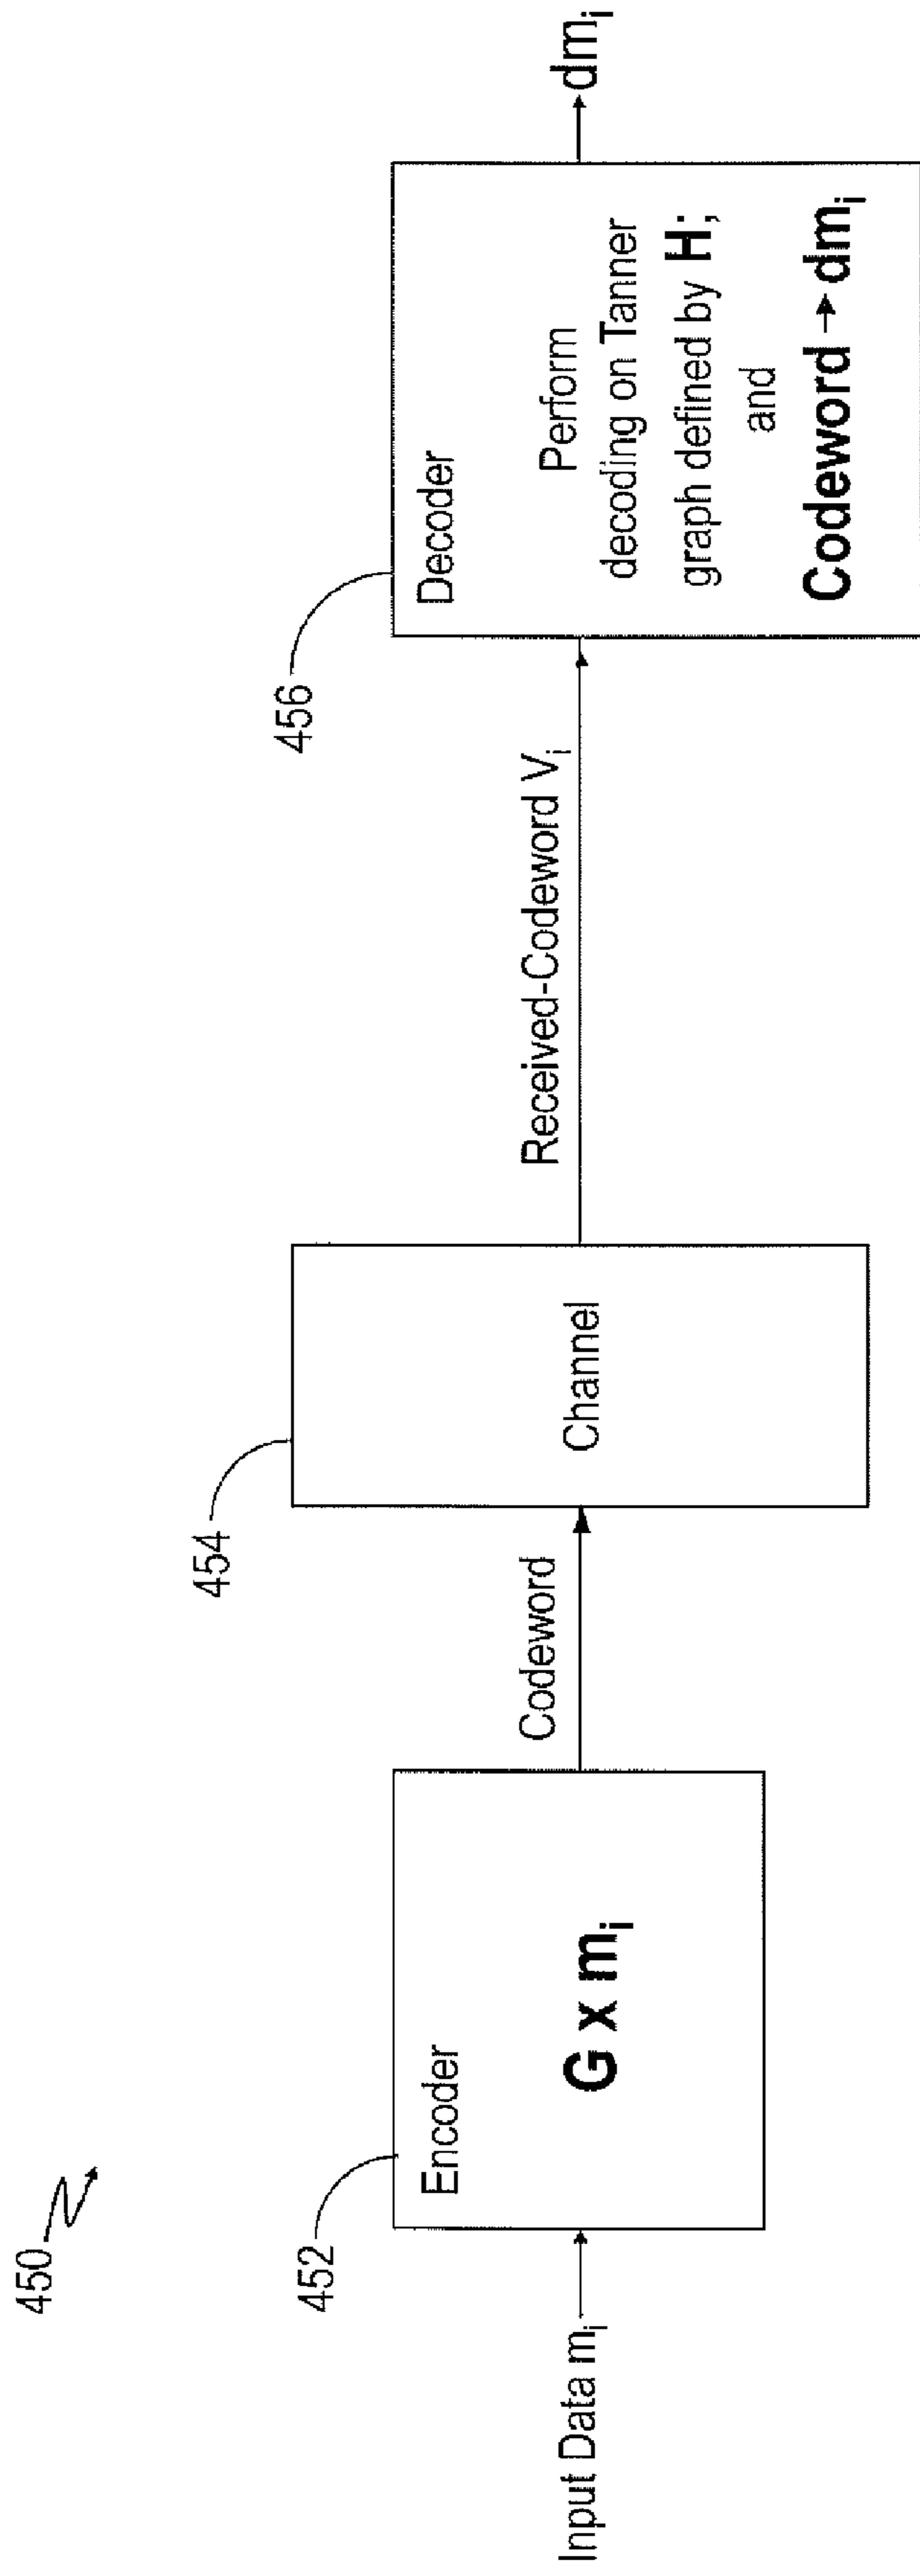 450
Input Data mi
452
Encoder
G x mi
Codeword
454
Channel
Received-Codeword Vi
456
Decoder
Perform
decoding on Tanner
graph defined by H;
and
Codeword → dmi
dmi